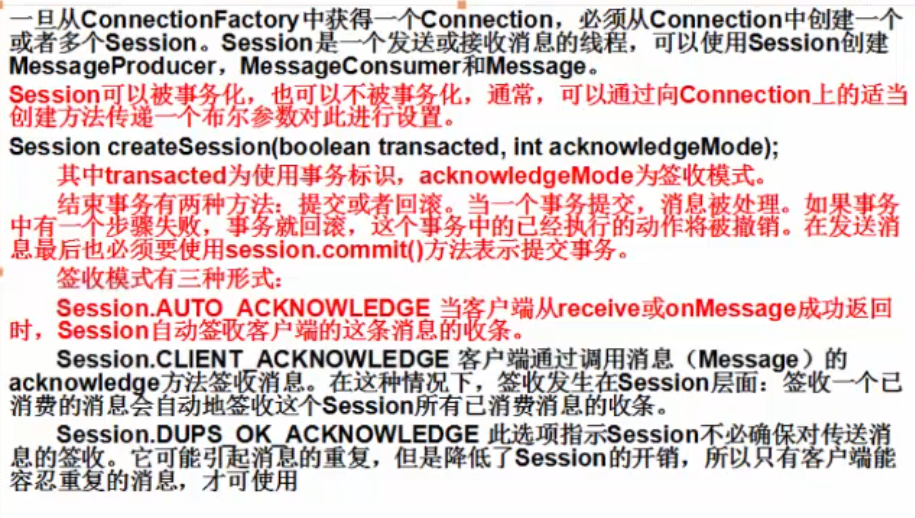 一旦从ConnectionFactory中获得一个Connection，必须从Connection中创建一个
或者多个Session。Session是一个发送或接收消息的线程，可以使用Session创建
MessageProducer，MessageConsumer和Message。
Session可以被事务化，也可以不被事务化，通常，可以通过向Connection上的适当
创建方法传递一个布尔参数对此进行设置。
Session createSession(boolean transacted, int acknowledgeMode);
其中transacted为使用事务标识，acknowledgeMode为签收模式。
结束事务有两种方法：提交或者回滚。当一个事务提交，消息被处理。如果事务
中有一个步骤失败，事务就回滚，这个事务中的已经执行的动作将被撤销。在发送消
息最后也必须要使用session.commit()方法表示提交事务。
签收模式有三种形式：
Session.AUTO_ACKNOWLEDGE 当客户端从receive或onMessage成功返回
时，Session自动签收客户端的这条消息的收条。
Session.CLIENT_ACKNOWLEDGE 客户端通过调用消息（Message）的
acknowledge方法签收消息。在这种情况下，签收发生在Session层面：签收一个已
消费的消息会自动地签收这个Session所有已消费消息的收条。
Session.DUPS_OK_ACKNOWLEDGE 此选项指示Session不必确保对传送消
息的签收。它可能引起消息的重复，但是降低了Session的开销，所以只有客户端能
容忍重复的消息，才可使用